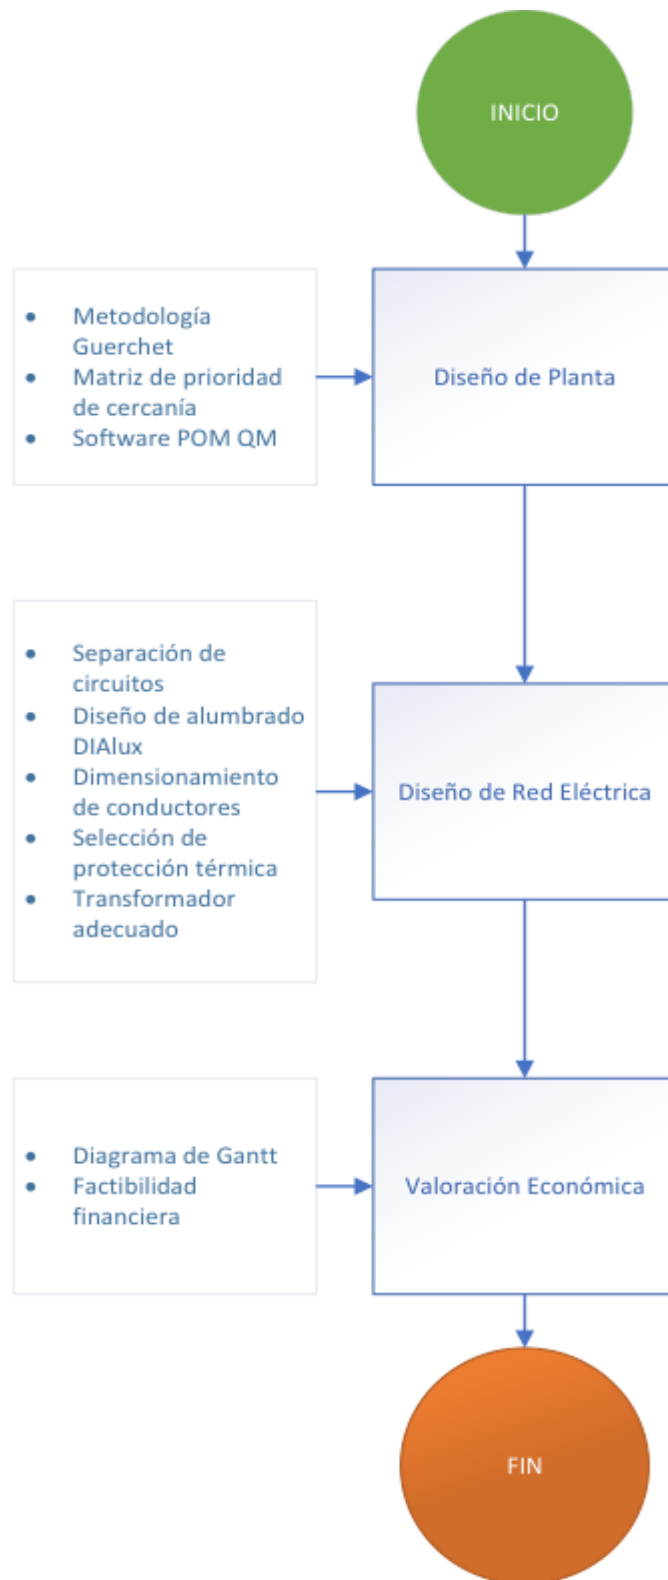 INICIO
• Metodología
Guerchet
• Matriz de prioridad
de cercanía
• Software POM QM
Diseño de Planta
• Separación de
circuitos
• Diseño de alumbrado
DIAlux
• Dimensionamiento
de conductores
• Selección de
protección térmica
• Transformador
adecuado
Diseño de Red Eléctrica
• Diagrama de Gantt
• Factibilidad
financiera
Valoración Económica
FIN